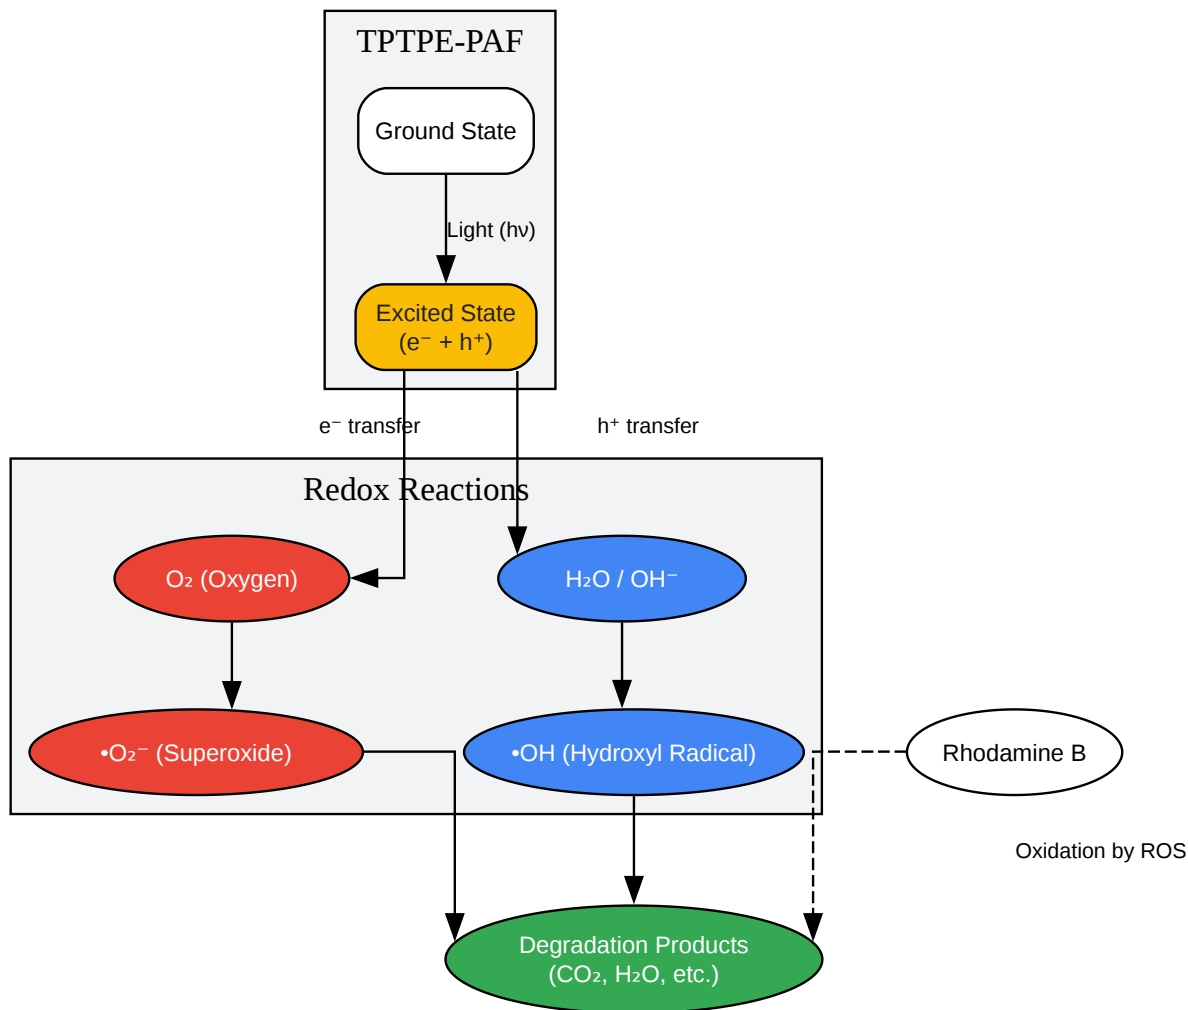 TPTPE-PAF
Ground State
Light (hν)
Excited State
(e⁻ + h⁺)
e⁻ transfer
h⁺ transfer
Redox Reactions
O₂ (Oxygen)
H₂O / OH⁻
•O₂⁻ (Superoxide)
•OH (Hydroxyl Radical)
Rhodamine B
Oxidation by ROS
Degradation Products
(CO₂, H₂O, etc.)